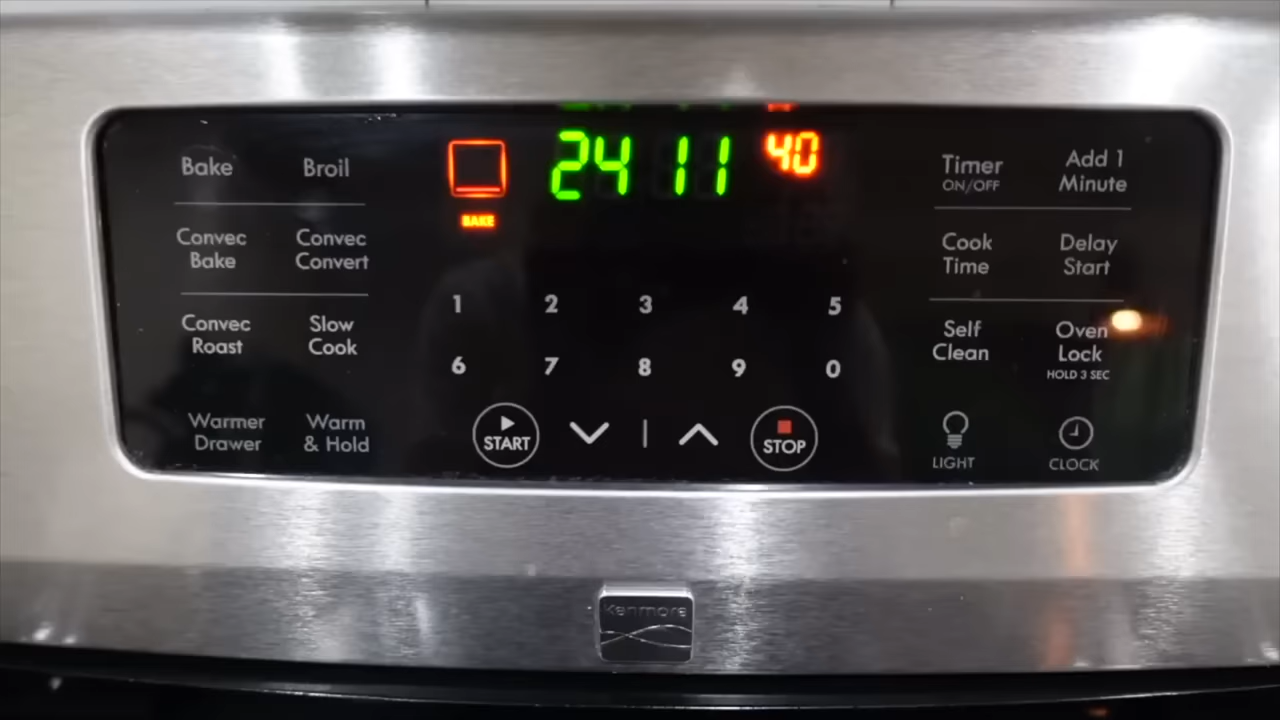 Bake
Broil
Convec
Bake
Convec
Convert
Convec
Roast
Slow
Cook
Warmer
Drawer
Warm
& Hold
BAKE
24 11 40
1 2 3 4 5
6 7 8 9 0
START
STOP
Timer
ON/OFF
Add 1
Minute
Cook
Time
Delay
Start
Self
Clean
Oven
Lock
HOLD 3 SEC
LIGHT
CLOCK
Kenmore